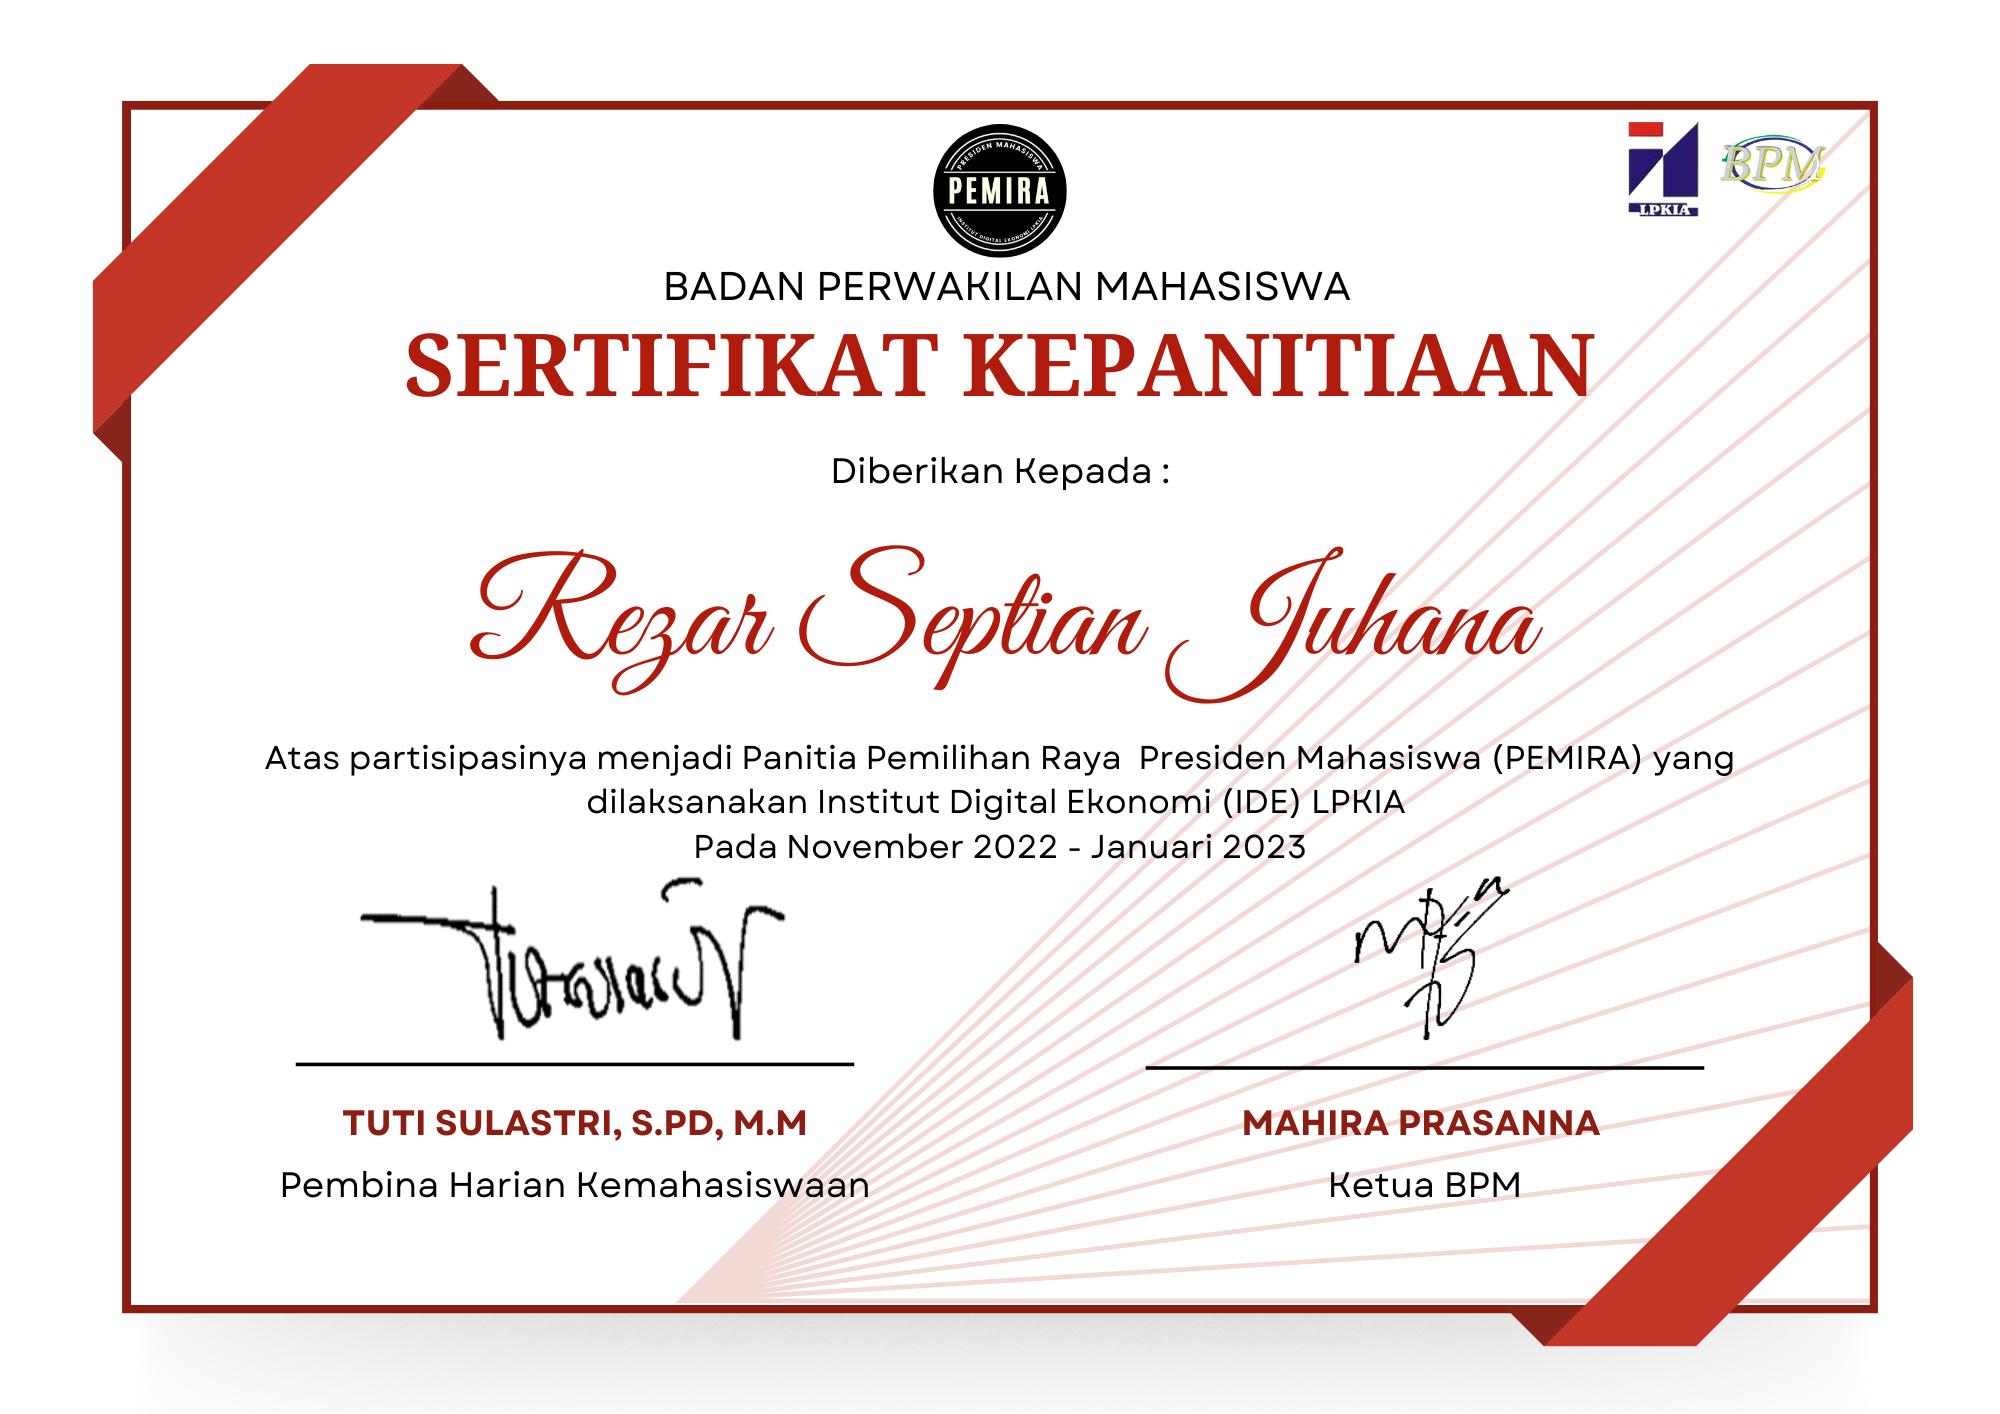 PRESIDEN MAHASISWA
PEMIRA
INSTITUT DIGITAL EKONOMI LPKIA
LPKIA
BPM
BADAN PERWAKILAN MAHASISWA
SERTIFIKAT KEPANITIAAN
Diberikan Kepada :
Rezar Septian Juhana
Atas partisipasinya menjadi Panitia Pemilihan Raya  Presiden Mahasiswa (PEMIRA) yang
dilaksanakan Institut Digital Ekonomi (IDE) LPKIA
Pada November 2022 - Januari 2023
TUTI SULASTRI, S.PD, M.M
MAHIRA PRASANNA
Pembina Harian Kemahasiswaan
Ketua BPM